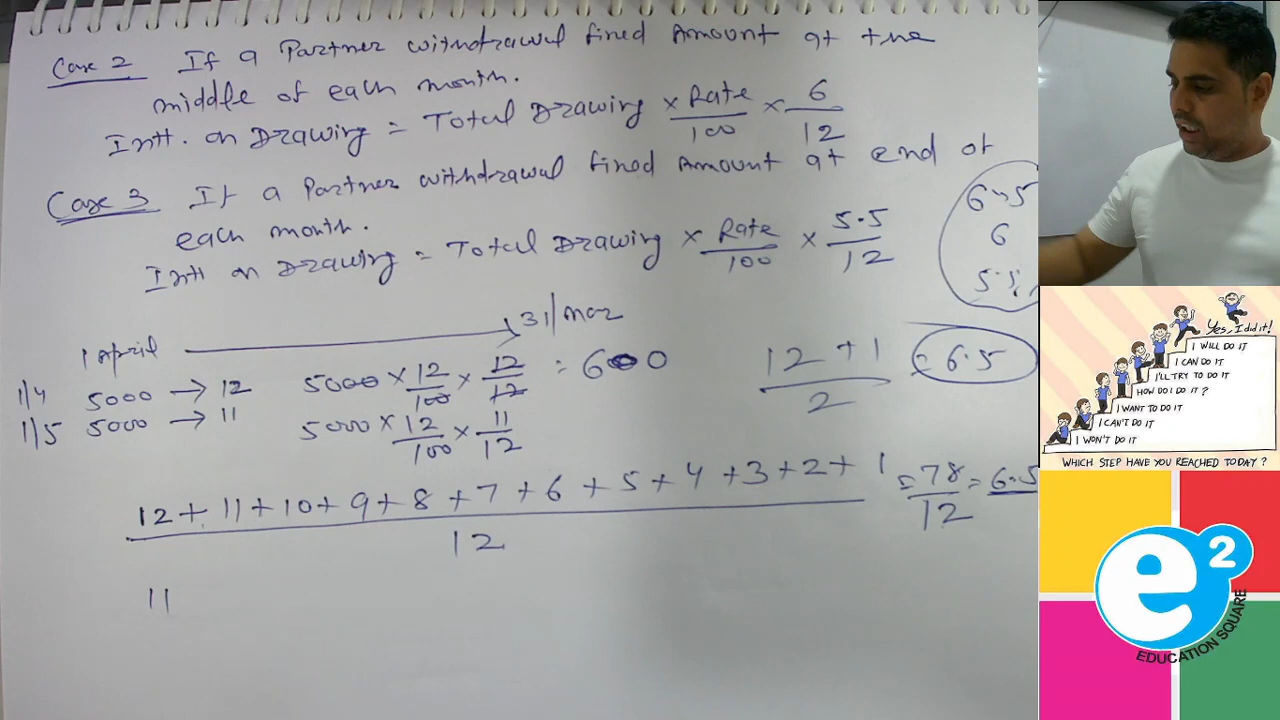 Case 2 If a Partner withdrawal fixed Amount at the
middle of each month.
Intt. on Drawing = Total Drawing × Rate/100 × 6/12
Case 3 If a Partner withdrawal fixed Amount at end of
each month.
Intt on Drawing = Total Drawing × Rate/100 × 5.5/12
6.5
6
5.5
1 April → 31/Mar
1/4 5000 → 12 5000 × 12/100 × 12/12 = 600
1/5 5000 → 11 5000 × 12/100 × 11/12
12 + 1 / 2 = 6.5
12 + 11 + 10 + 9 + 8 + 7 + 6 + 5 + 4 + 3 + 2 + 1 / 12 = 78/12 = 6.5
11
Yes, I did it!
I WILL DO IT
I CAN DO IT
I'LL TRY TO DO IT
HOW DO I DO IT ?
I WANT TO DO IT
I CAN'T DO IT
I WON'T DO IT
WHICH STEP HAVE YOU REACHED TODAY ?
e2
EDUCATION SQUARE